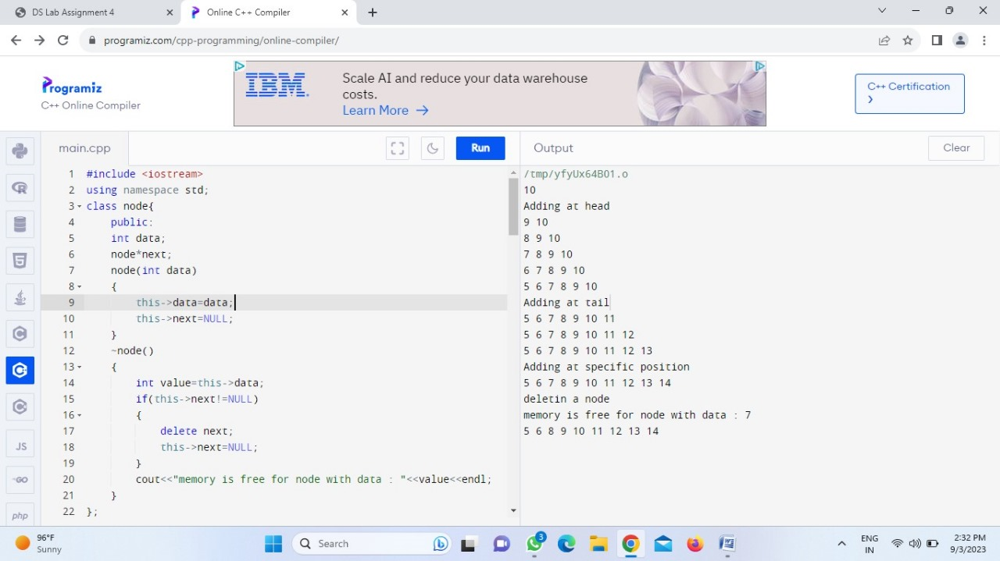 DS Lab Assignment 4
Online C++ Compiler
programiz.com/cpp-programming/online-compiler/
Programiz
C++ Online Compiler
IBM.
Scale AI and reduce your data warehouse
costs.
Learn More →
C++ Certification
❯
main.cpp
Run
Output
Clear
1 #include <iostream>
2 using namespace std;
3 class node{
4     public:
5     int data;
6     node*next;
7     node(int data)
8     {
9         this->data=data;
10         this->next=NULL;
11     }
12     ~node()
13     {
14         int value=this->data;
15         if(this->next!=NULL)
16         {
17             delete next;
18             this->next=NULL;
19         }
20         cout<<"memory is free for node with data : "<<value<<endl;
21     }
22 };
/tmp/yfyUx64BO1.o
10
Adding at head
9 10
8 9 10
7 8 9 10
6 7 8 9 10
5 6 7 8 9 10
Adding at tail
5 6 7 8 9 10 11
5 6 7 8 9 10 11 12
5 6 7 8 9 10 11 12 13
Adding at specific position
5 6 7 8 9 10 11 12 13 14
deletin a node
memory is free for node with data : 7
5 6 8 9 10 11 12 13 14
JS
GO
php
96°F
Sunny
Search
3
ENG
IN
2:32 PM
9/3/2023